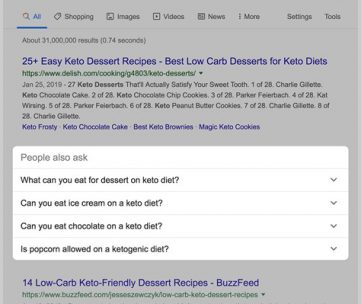 All Shopping Images Videos News More Settings Tools
About 31,000,000 results (0.74 seconds)
25+ Easy Keto Dessert Recipes - Best Low Carb Desserts for Keto Diets
https://www.delish.com/cooking/g4803/keto-desserts/
Jan 25, 2019 - 27 Keto Desserts That'll Actually Satisfy Your Sweet Tooth. 1 of 28. Charlie Gillette.
Keto Chocolate Cake. 2 of 28. Keto Chocolate Chip Cookies. 3 of 28. Parker Feierbach. 4 of 28. Kat
Wirsing. 5 of 28. Parker Feierbach. 6 of 28. Keto Peanut Butter Cookies. 7 of 28. Charlie Gillette. 8 of
28. Charlie Gillette.
Keto Frosty · Keto Chocolate Cake · Best Keto Brownies · Magic Keto Cookies
People also ask
What can you eat for dessert on keto diet?
Can you eat ice cream on a keto diet?
Can you eat chocolate on a keto diet?
Is popcorn allowed on a ketogenic diet?
14 Low-Carb Keto-Friendly Dessert Recipes - BuzzFeed
https://www.buzzfeed.com/jesseszewczyk/low-carb-keto-dessert-recipes